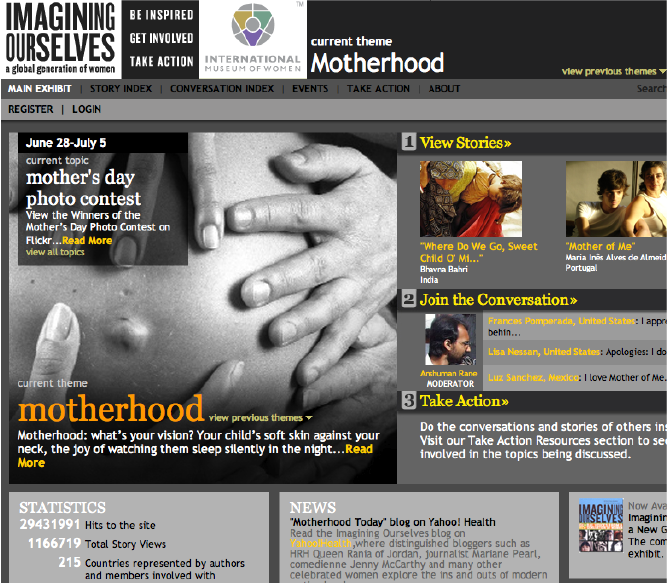 IMAGINING
OURSELVES
a global generation of women
BE INSPIRED
GET INVOLVED
TAKE ACTION
TM
INTERNATIONAL
MUSEUM OF WOMEN
current theme
Motherhood
view previous themes
MAIN EXHIBIT | STORY INDEX | CONVERSATION INDEX | EVENTS | TAKE ACTION | ABOUT
Search
REGISTER | LOGIN
June 28-July 5
current topic
mother's day
photo contest
View the Winners of the
Mother's Day Photo Contest on
Flickr...Read More
view all topics
current theme
motherhood view previous themes
Motherhood: what's your vision? Your child's soft skin against your
neck, the joy of watching them sleep silently in the night...Read
More
1 View Stories»
"Where Do We Go, Sweet
Child O' Mi..."
Bhavna Bahri
India
"Mother of Me"
Maria Inês Alves de Almeid
Portugal
2 Join the Conversation»
Anshuman Rane
MODERATOR
Frances Pomperada, United States: I appre
behin...
Lisa Nessan, United States: Apologies: I do
Luz Sanchez, Mexico: I love Mother of Me.
3 Take Action»
Do the conversations and stories of others ins
Visit our Take Action Resources section to see
involved in the topics being discussed.
STATISTICS
29431991 Hits to the site
1166719 Total Story Views
215 Countries represented by authors
and members involved with
NEWS
"Motherhood Today" blog on Yahoo! Health
Read the Imagining Ourselves blog on
Yahoo!Health,where distinguished bloggers such as
HRH Queen Rania of Jordan, journalist Mariane Pearl,
comedienne Jenny McCarthy and many other
celebrated women explore the ins and outs of modern
IMAGINING
OURSELVES
Now Ava
Imaginin
a New G
The com
exhibit.